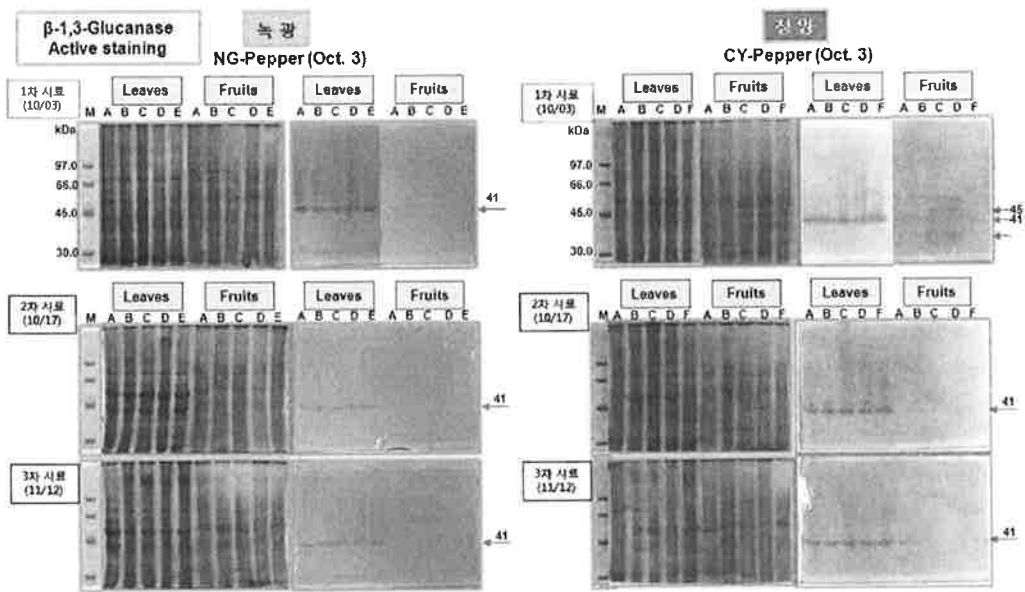 β-1,3-Glucanase
Active staining
녹 광
NG-Pepper (Oct. 3)
1차 시료
(10/03)
Leaves
Fruits
Leaves
Fruits
M A B C D E A B C D E A B C D E A B C D E
kDa
97.0
66.0
45.0
30.0
41
2차 시료
(10/17)
Leaves
Fruits
Leaves
Fruits
M A B C D E A B C D E A B C D E A B C D E
41
3차 시료
(11/12)
41
청 양
CY-Pepper (Oct. 3)
1차 시료
(10/03)
Leaves
Fruits
Leaves
Fruits
M A B C D F A B C D F A B C D F A B C D F
kDa
97.0
66.0
45.0
30.0
45
41
2차 시료
(10/17)
Leaves
Fruits
Leaves
Fruits
M A B C D F A B C D F A B C D F A B C D F
41
3차 시료
(11/12)
41